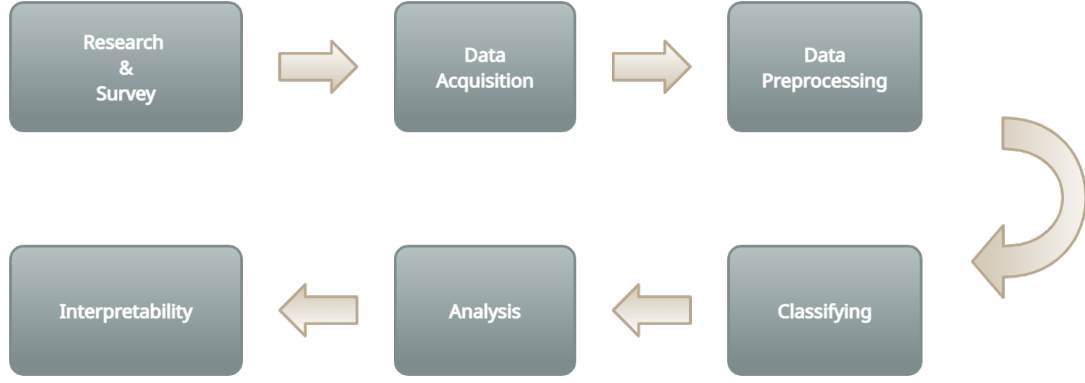 Research
&
Survey
Data
Acquisition
Data
Preprocessing
Classifying
Analysis
Interpretability